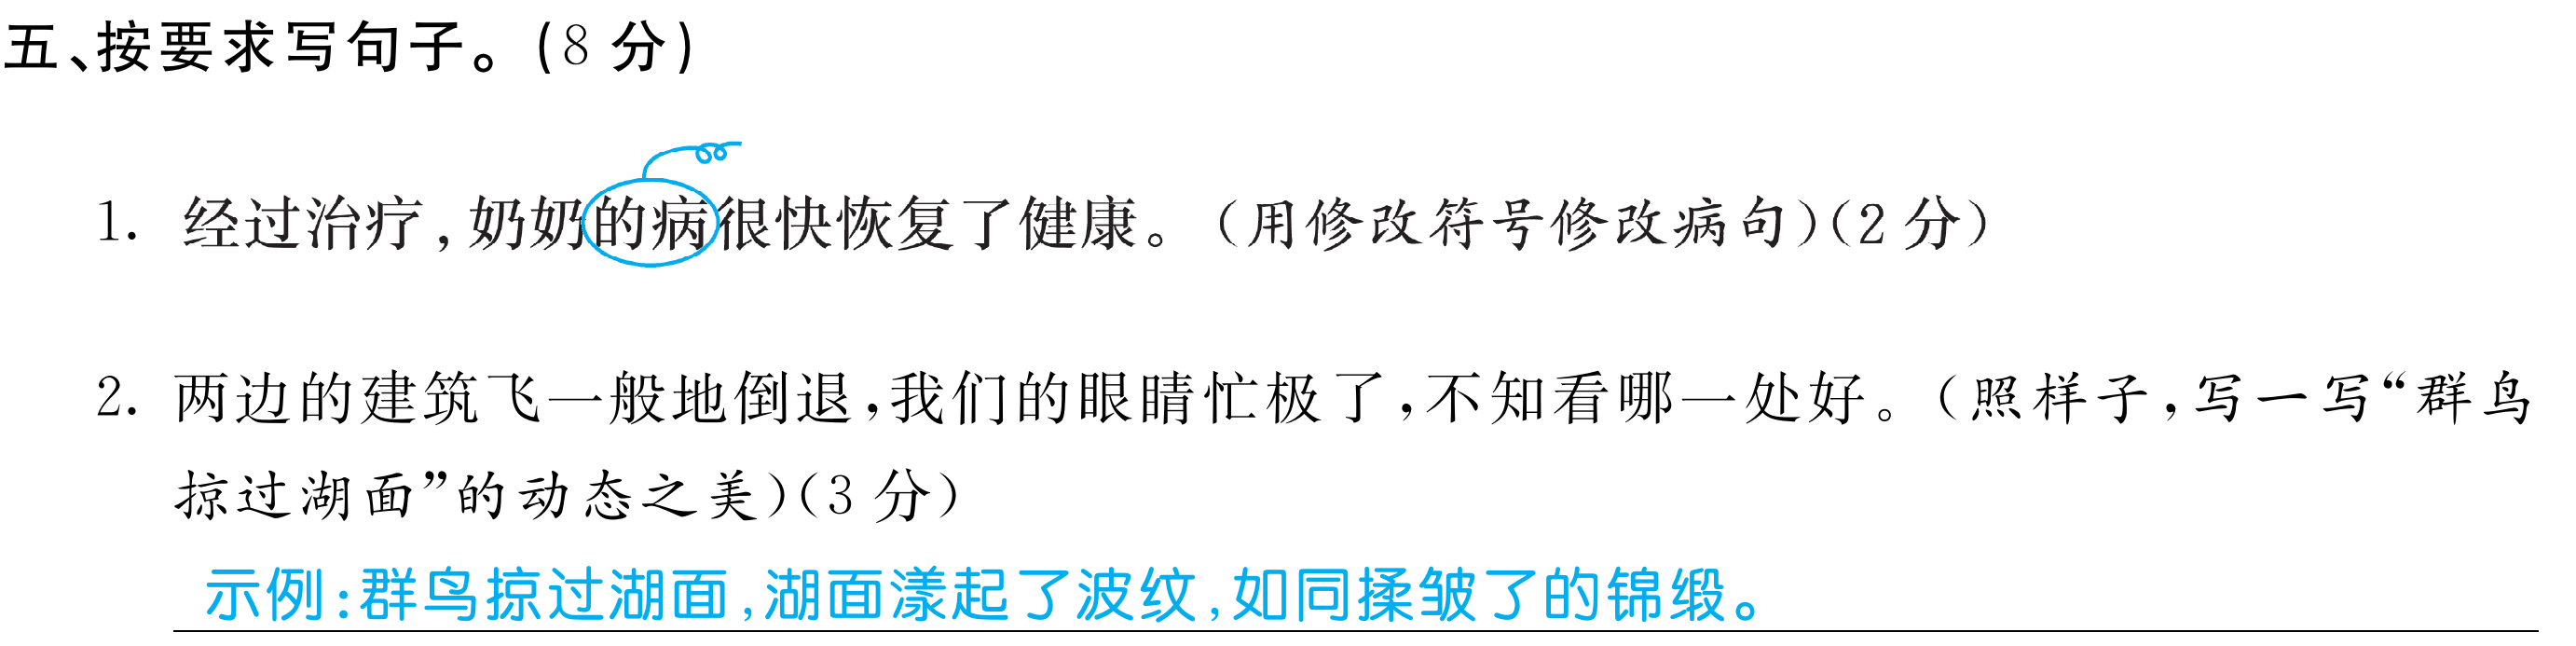 五、按要求写句子。(8 分)
1. 经过治疗,奶奶的病很快恢复了健康。(用修改符号修改病句)(2 分)
2. 两边的建筑飞一般地倒退,我们的眼睛忙极了,不知看哪一处好。(照样子,写一写“群鸟
掠过湖面”的动态之美)(3 分)
示例:群鸟掠过湖面,湖面漾起了波纹,如同揉皱了的锦缎。